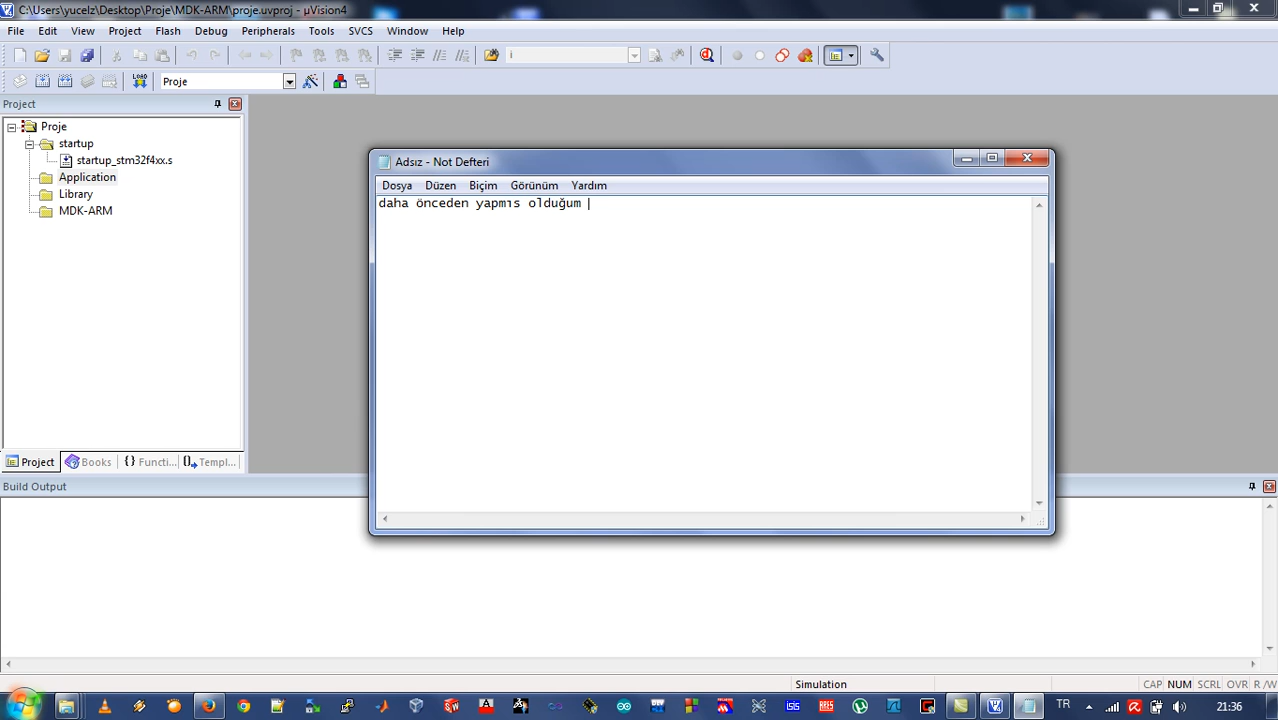 C:\Users\yucelz\Desktop\Proje\MDK-ARM\proje.uvproj - µVision4
File Edit View Project Flash Debug Peripherals Tools SVCS Window Help
i
LOAD Proje
Project
Proje
startup
startup_stm32f4xx.s
Application
Library
MDK-ARM
Adsız - Not Defteri
Dosya Düzen Biçim Görünüm Yardım
daha önceden yapmıs olduğum
Project Books {} Functi... Templ...
Build Output
Simulation CAP NUM SCRL OVR R /W
TR 21:36